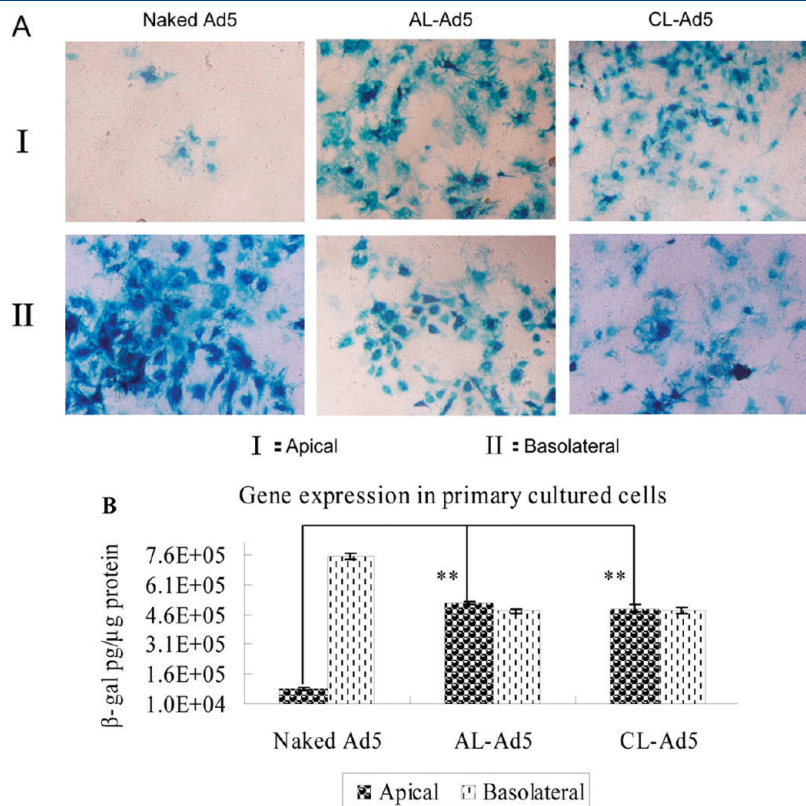 A
Naked Ad5 AL-Ad5 CL-Ad5
I
II
I = Apical II = Basolateral
B
Gene expression in primary cultured cells
β-gal pg/μg protein
7.6E+05
6.1E+05
4.6E+05
3.1E+05
1.6E+05
1.0E+04
** **
Naked Ad5 AL-Ad5 CL-Ad5
Apical Basolateral